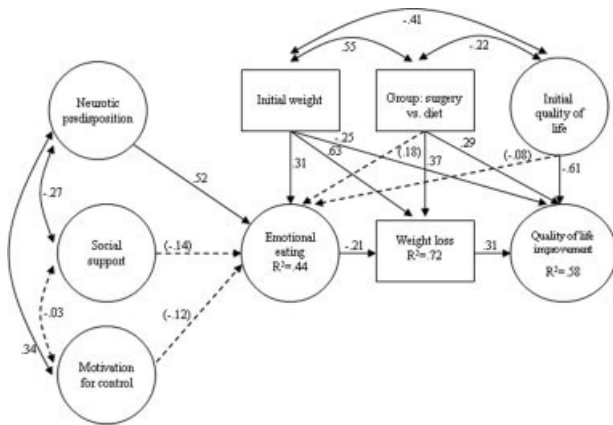 -.41
.55
-.22
Neurotic
predisposition
Initial weight
Group: surgery
vs. diet
Initial
quality of
life
-.25
(.18)
.29
(-.08)
.31
.63
.37
-.61
.52
-.27
Social
support
(-.14)
Emotional
eating
R²=.44
-.21
Weight loss
R²=.72
.31
Quality of life
improvement
R²=.58
-.03
(-.12)
.34
Motivation
for control